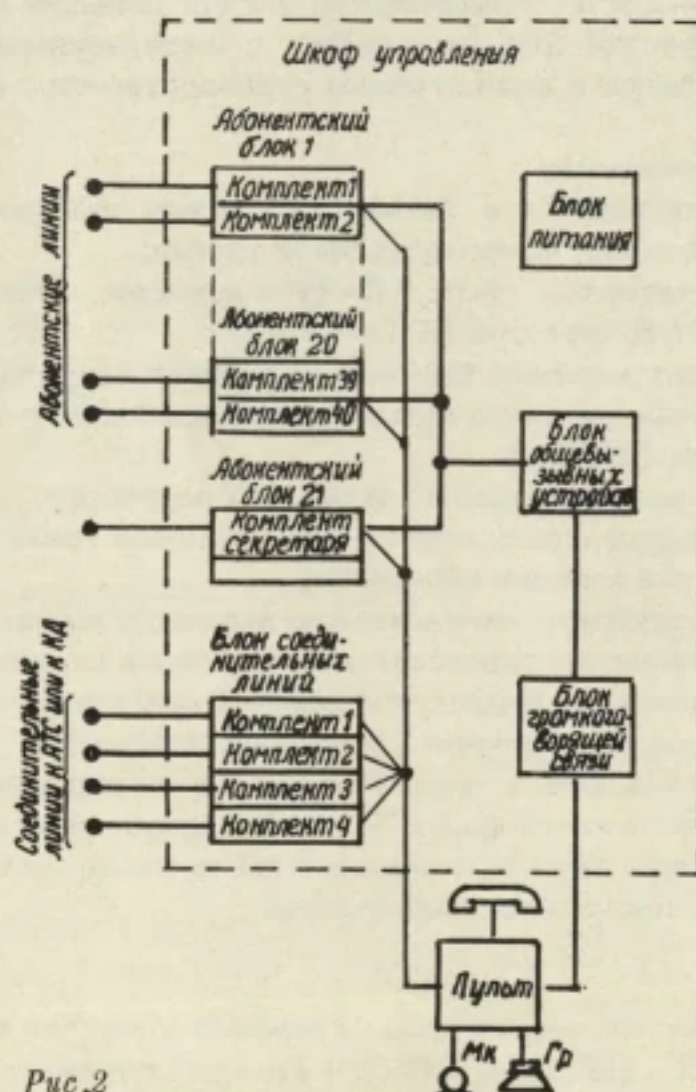 Шкаф управления
Абонентский
блок 1
Комплект 1
Комплект 2
Абонентские линии
Блок
питания
Абонентский
блок 20
Комплект 39
Комплект 40
Блок
общевы-
зывных
устройств
Абонентский
блок 21
Комплект
секретаря
Соединительные
линии к АТС или к КД
Блок соеди-
нительных
линий
Комплект 1
Комплект 2
Комплект 3
Комплект 4
Блок
громкого-
ворящей
связи
Пульт
Мк
Гр
Рис.2